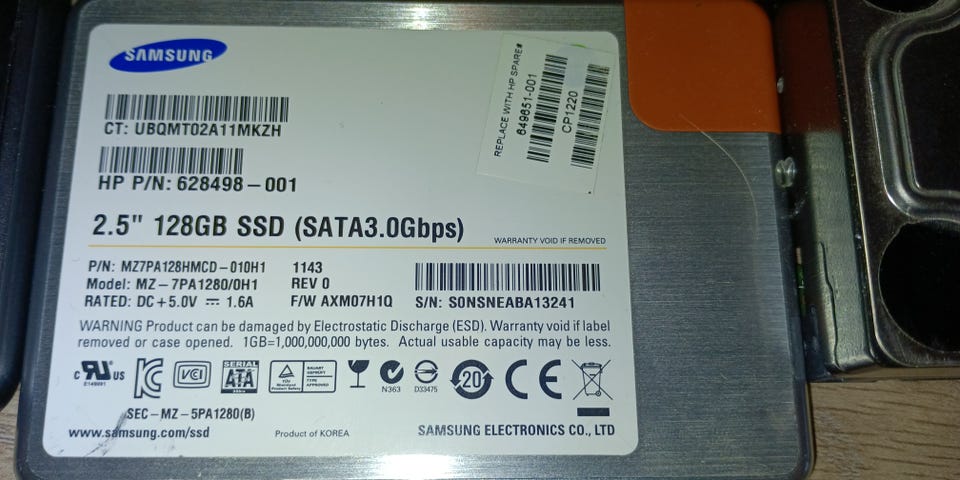 SAMSUNG
CT: UBQMT02A11MKZH
HP P/N: 628498-001
REPLACE WITH HP SPARE#
649651-001
CP1220
2.5" 128GB SSD (SATA3.0Gbps)
WARRANTY VOID IF REMOVED
P/N: MZ7PA128HMCD-010H1 1143
Model: MZ-7PA1280/0H1 REV 0
RATED: DC+5.0V ⎓ 1.6A F/W AXM07H1Q S/N: S0NSNEABA13241
WARNING Product can be damaged by Electrostatic Discharge (ESD). Warranty void if label
removed or case opened. 1GB=1,000,000,000 bytes. Actual usable capacity may be less.
c RU US
VCI
SERIAL
ATA
N363
D33475
20
CE
SEC-MZ-5PA1280(B)
www.samsung.com/ssd
Product of KOREA
SAMSUNG ELECTRONICS CO., LTD